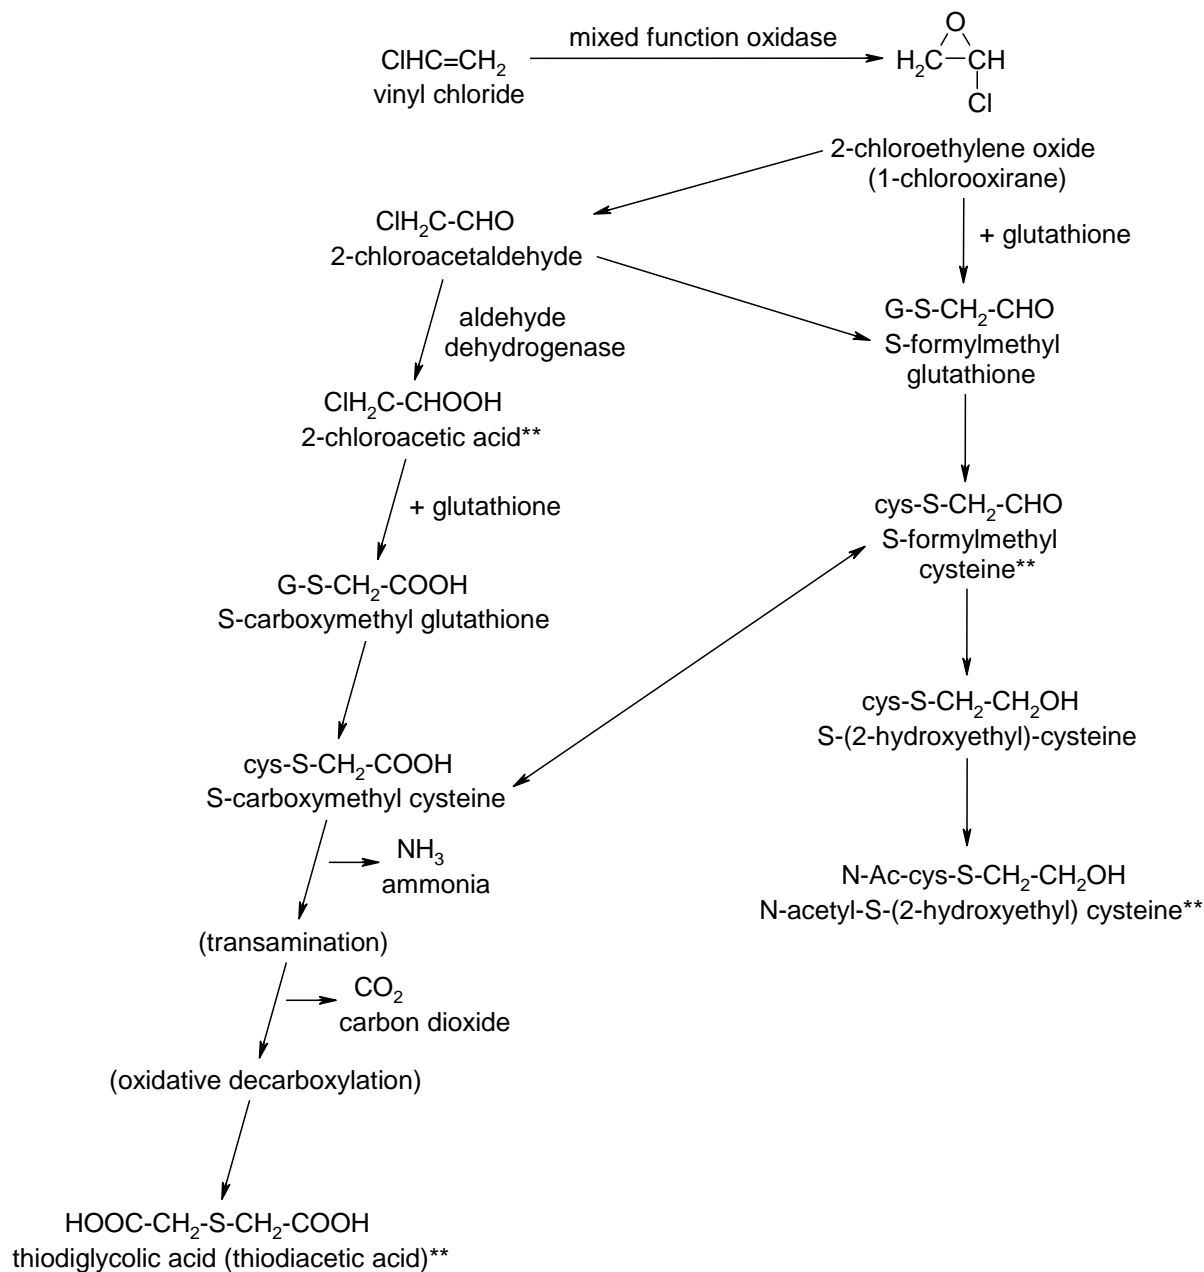 mixed function oxidase
ClHC=CH₂
vinyl chloride
O
H₂C
CH
Cl
2-chloroethylene oxide
(1-chlorooxirane)
ClH₂C-CHO
2-chloroacetaldehyde
+ glutathione
G-S-CH₂-CHO
S-formylmethyl
glutathione
aldehyde
dehydrogenase
ClH₂C-CHOOH
2-chloroacetic acid**
+ glutathione
cys-S-CH₂-CHO
S-formylmethyl
cysteine**
G-S-CH₂-COOH
S-carboxymethyl glutathione
cys-S-CH₂-CH₂OH
S-(2-hydroxyethyl)-cysteine
cys-S-CH₂-COOH
S-carboxymethyl cysteine
NH₃
ammonia
N-Ac-cys-S-CH₂-CH₂OH
N-acetyl-S-(2-hydroxyethyl) cysteine**
(transamination)
CO₂
carbon dioxide
(oxidative decarboxylation)
HOOC-CH₂-S-CH₂-COOH
thiodiglycolic acid (thiodiacetic acid)**